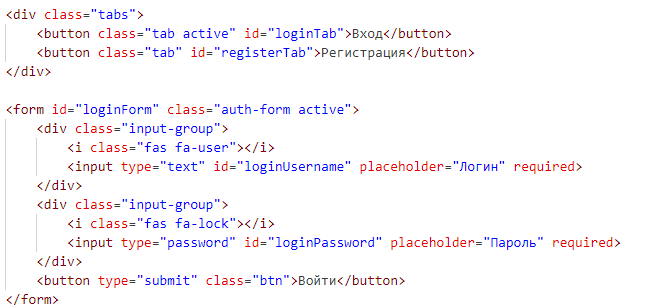 <div class="tabs">
    <button class="tab active" id="loginTab">Вход</button>
    <button class="tab" id="registerTab">Регистрация</button>
</div>

<form id="loginForm" class="auth-form active">
    <div class="input-group">
        <i class="fas fa-user"></i>
        <input type="text" id="loginUsername" placeholder="Логин" required>
    </div>
    <div class="input-group">
        <i class="fas fa-lock"></i>
        <input type="password" id="loginPassword" placeholder="Пароль" required>
    </div>
    <button type="submit" class="btn">Войти</button>
</form>